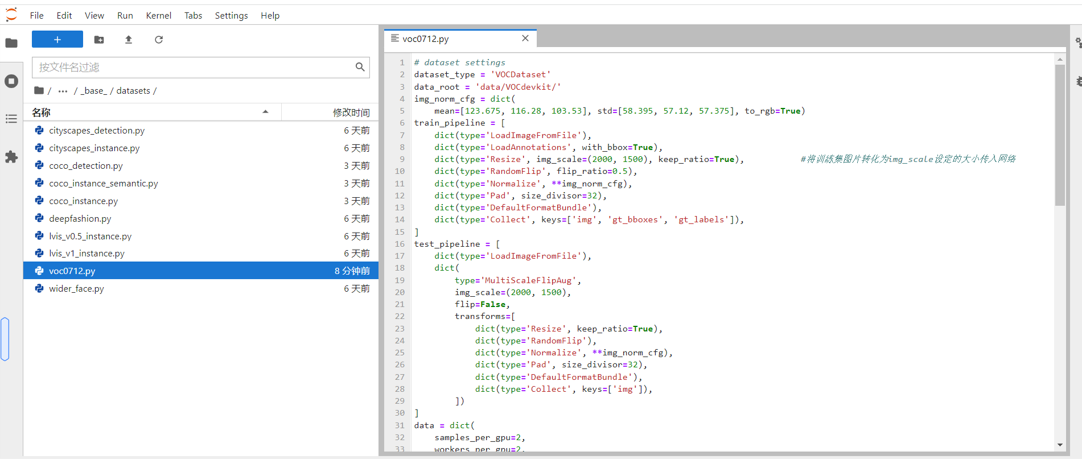 File Edit View Run Kernel Tabs Settings Help
+
按文件名过滤
/ ··· / _base_ / datasets /
名称 修改时间
cityscapes_detection.py 6 天前
cityscapes_instance.py 6 天前
coco_detection.py 3 天前
coco_instance_semantic.py 3 天前
coco_instance.py 3 天前
deepfashion.py 6 天前
lvis_v0.5_instance.py 6 天前
lvis_v1_instance.py 6 天前
voc0712.py 8 分钟前
wider_face.py 6 天前
voc0712.py
1 # dataset settings
2 dataset_type = 'VOCDataset'
3 data_root = 'data/VOCdevkit/'
4 img_norm_cfg = dict(
5     mean=[123.675, 116.28, 103.53], std=[58.395, 57.12, 57.375], to_rgb=True)
6 train_pipeline = [
7     dict(type='LoadImageFromFile'),
8     dict(type='LoadAnnotations', with_bbox=True),
9     dict(type='Resize', img_scale=(2000, 1500), keep_ratio=True), #将训练集图片转化为img_scale设定的大小传入网络
10     dict(type='RandomFlip', flip_ratio=0.5),
11     dict(type='Normalize', **img_norm_cfg),
12     dict(type='Pad', size_divisor=32),
13     dict(type='DefaultFormatBundle'),
14     dict(type='Collect', keys=['img', 'gt_bboxes', 'gt_labels']),
15 ]
16 test_pipeline = [
17     dict(type='LoadImageFromFile'),
18     dict(
19         type='MultiScaleFlipAug',
20         img_scale=(2000, 1500),
21         flip=False,
22         transforms=[
23             dict(type='Resize', keep_ratio=True),
24             dict(type='RandomFlip'),
25             dict(type='Normalize', **img_norm_cfg),
26             dict(type='Pad', size_divisor=32),
27             dict(type='DefaultFormatBundle'),
28             dict(type='Collect', keys=['img']),
29         ])
30 ]
31 data = dict(
32     samples_per_gpu=2,
33     workers_per_gpu=2,